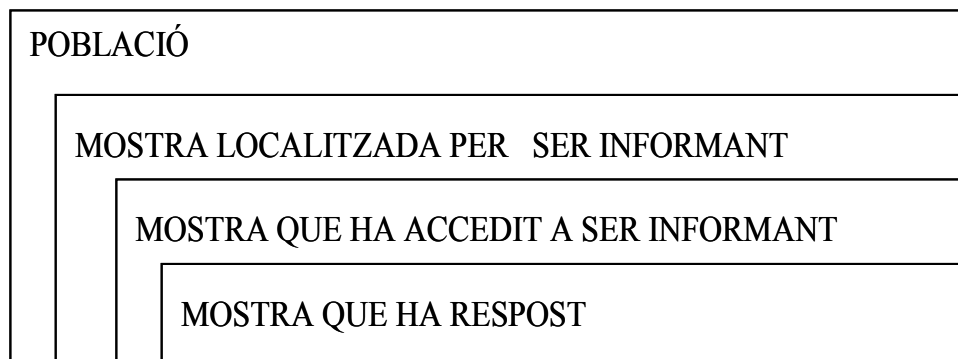 POBLACIÓ
MOSTRA LOCALITZADA PER SER INFORMANT
MOSTRA QUE HA ACCEDIT A SER INFORMANT
MOSTRA QUE HA RESPOST